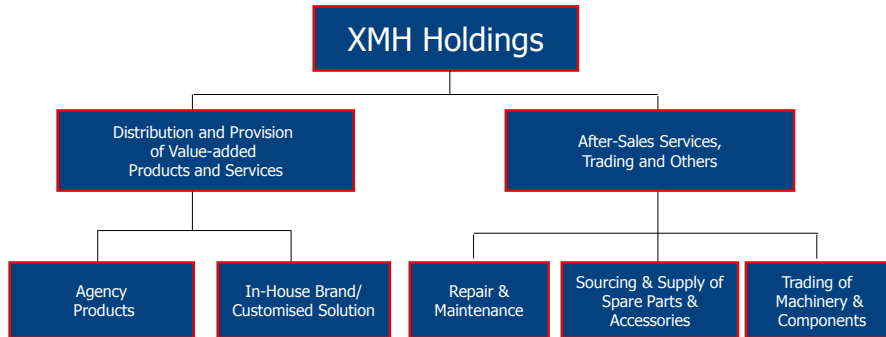 XMH Holdings
Distribution and Provision
of Value-added
Products and Services
After-Sales Services,
Trading and Others
Agency
Products
In-House Brand/
Customised Solution
Repair &
Maintenance
Sourcing & Supply of
Spare Parts &
Accessories
Trading of
Machinery &
Components